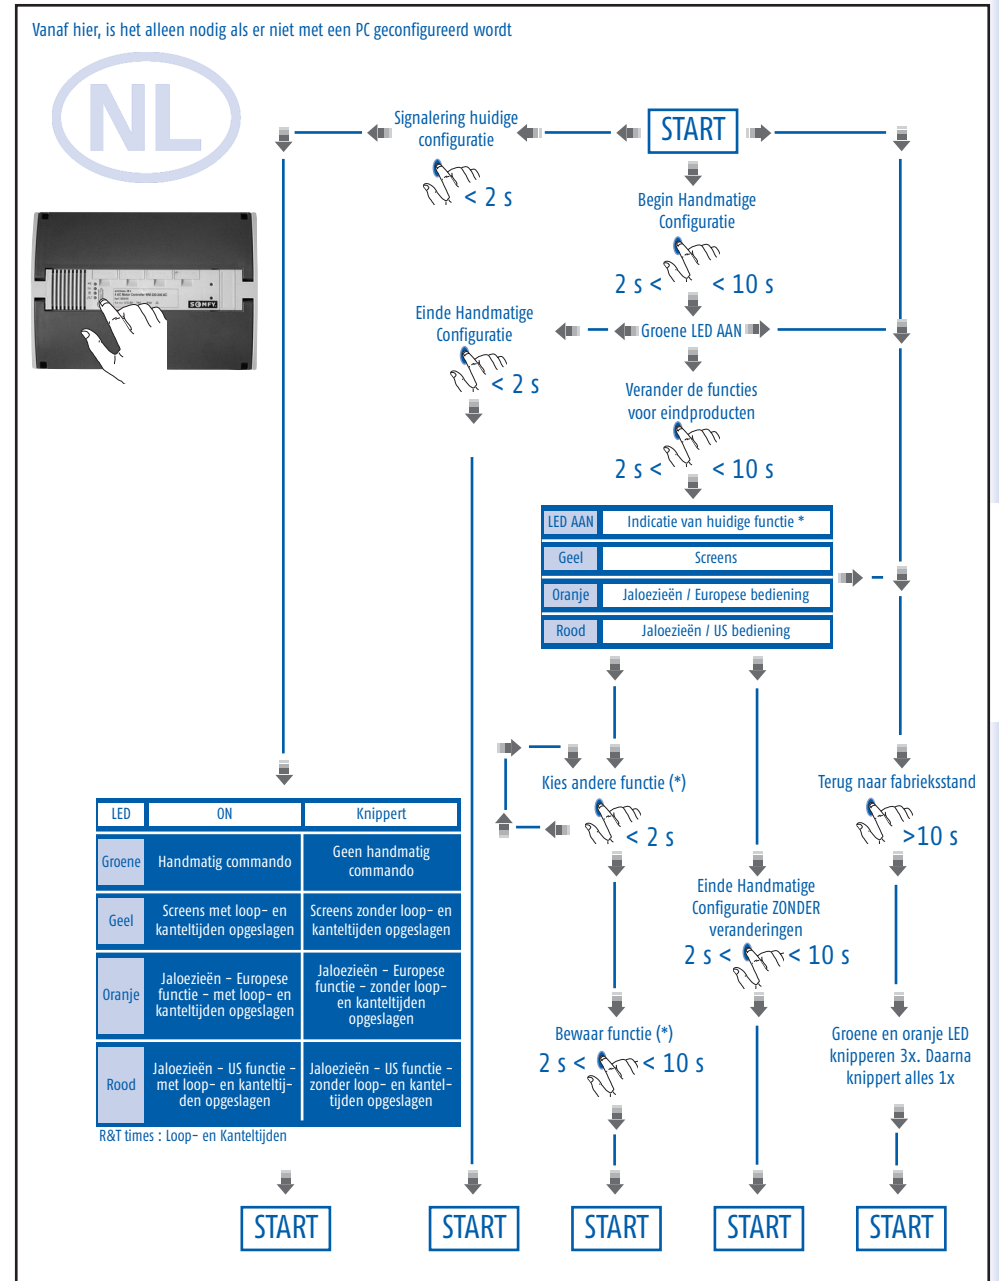 Vanaf hier, is het alleen nodig als er niet met een PC geconfigureerd wordt
NL
START
Signalering huidige
configuratie
< 2 s
Begin Handmatige
Configuratie
2 s < < 10 s
SOMFY
Einde Handmatige
Configuratie
< 2 s
Groene LED AAN
Verander de functies
voor eindproducten
2 s < < 10 s
LED AAN Indicatie van huidige functie *
Geel Screens
Oranje Jaloezieën / Europese bediening
Rood Jaloezieën / US bediening
Kies andere functie (*)
< 2 s
Terug naar fabrieksstand
>10 s
LED ON Knippert
Groene Handmatig commando Geen handmatig
commando
Geel Screens met loop- en
kanteltijden opgeslagen Screens zonder loop- en
kanteltijden opgeslagen
Oranje Jaloezieën - Europese
functie - met loop- en
kanteltijden opgeslagen Jaloezieën - Europese
functie - zonder loop-
en kanteltijden
opgeslagen
Rood Jaloezieën - US functie -
met loop- en kanteltij-
den opgeslagen Jaloezieën - US functie -
zonder loop- en kantel-
tijden opgeslagen
R&T times : Loop- en Kanteltijden
Einde Handmatige
Configuratie ZONDER
veranderingen
2 s < < 10 s
Bewaar functie (*)
2 s < < 10 s
Groene en oranje LED
knipperen 3x. Daarna
knippert alles 1x
START
START
START
START
START